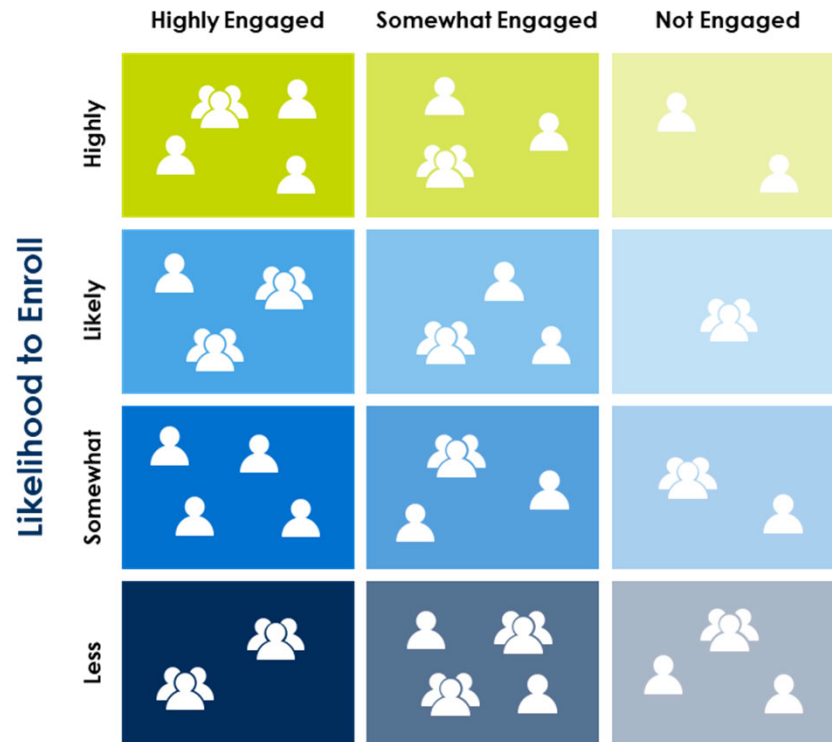 Highly Engaged
Somewhat Engaged
Not Engaged
Likelihood to Enroll
Highly
Likely
Somewhat
Less